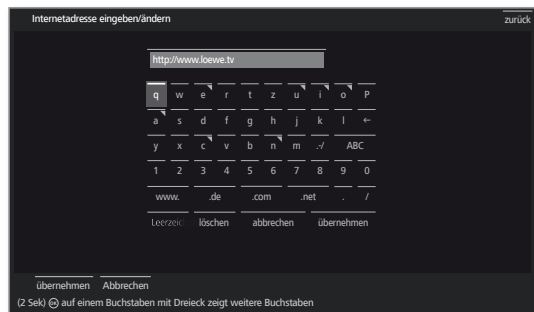 Internetadresse eingeben/ändern zurück
http://www.loewe.tv
q w e r t z u i o P
a s d f g h j k l ←
y x c v b n m .-/ ABC
1 2 3 4 5 6 7 8 9 0
www. .de .com .net . /
Leerzeich löschen abbrechen übernehmen
übernehmen Abbrechen
(2 Sek) OK auf einem Buchstaben mit Dreieck zeigt weitere Buchstaben